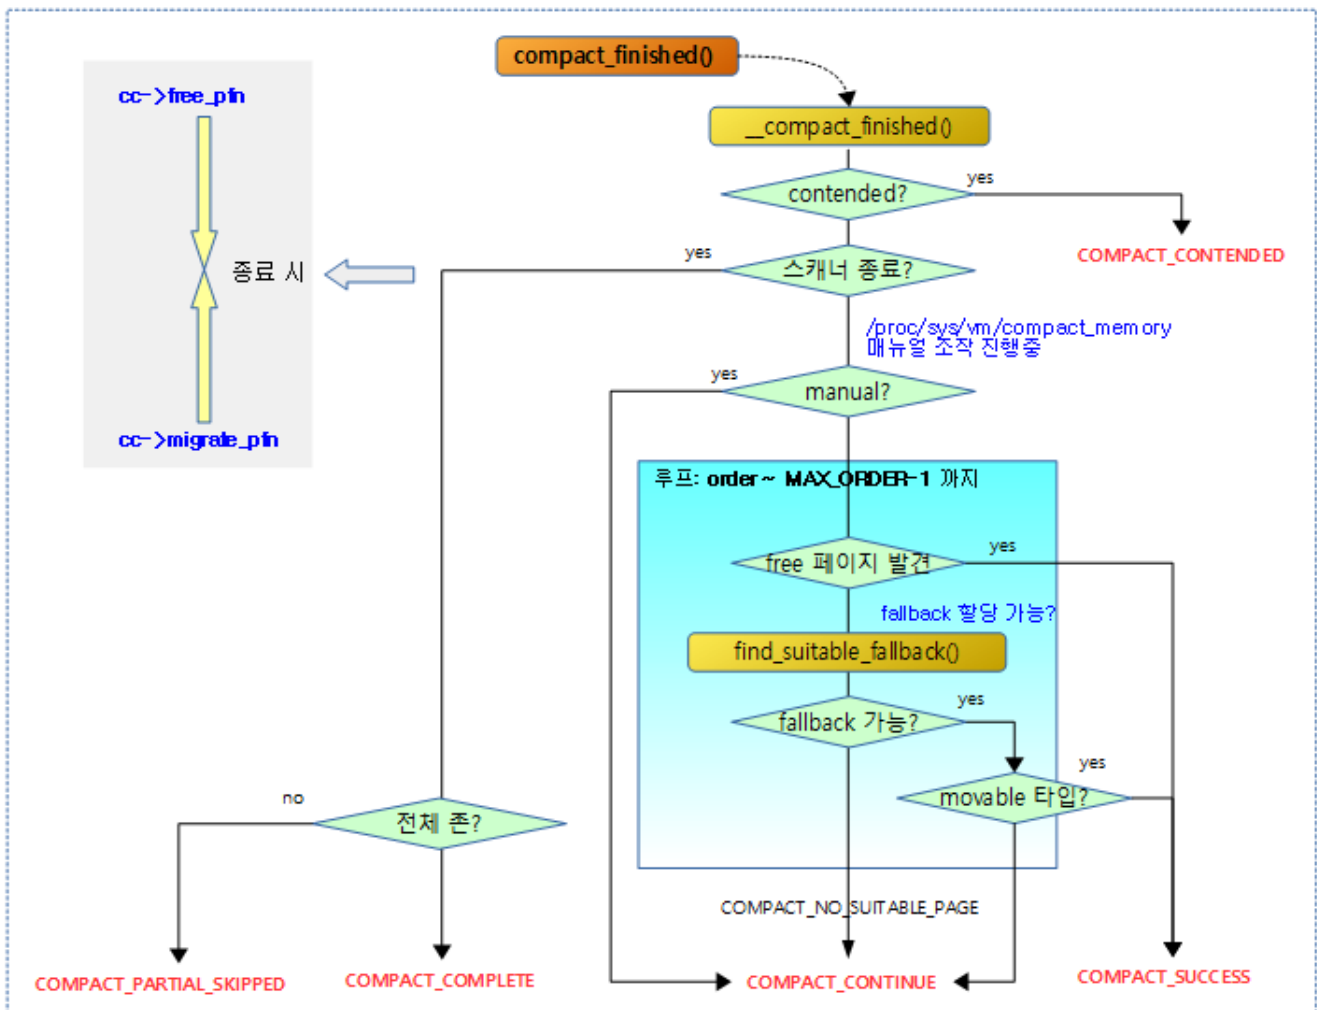 compact_finished()
cc->free_pfn
__compact_finished()
yes
contended?
yes
COMPACT_CONTENDED
종료 시
스캐너 종료?
/proc/sys/vm/compact_memory
매뉴얼 조작 진행중
yes
manual?
cc->migrate_pfn
루프: order ~ MAX_ORDER-1 까지
yes
free 페이지 발견
fallback 할당 가능?
find_suitable_fallback()
yes
fallback 가능?
yes
movable 타입?
no
전체 존?
COMPACT_NO_SUITABLE_PAGE
COMPACT_PARTIAL_SKIPPED
COMPACT_COMPLETE
COMPACT_CONTINUE
COMPACT_SUCCESS